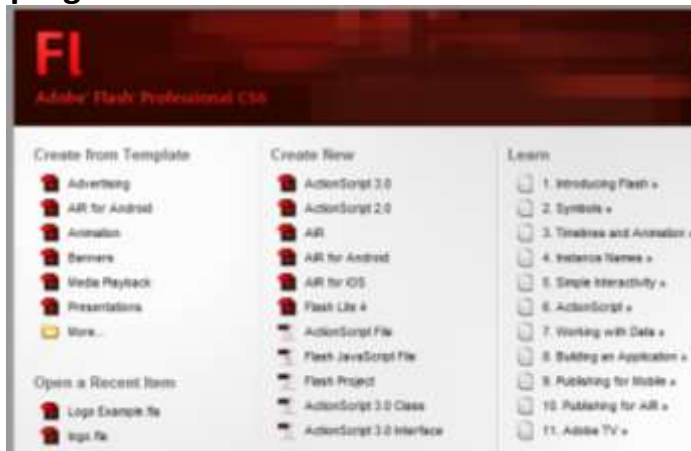 Fl
Adobe® Flash® Professional CS6
Create from Template
Advertising
AIR for Android
Animation
Banners
Media Playback
Presentations
More...
Open a Recent Item
Logo Example.fla
logo.fla
Create New
ActionScript 3.0
ActionScript 2.0
AIR
AIR for Android
AIR for iOS
Flash Lite 4
ActionScript File
Flash JavaScript File
Flash Project
ActionScript 3.0 Class
ActionScript 3.0 Interface
Learn
1. Introducing Flash »
2. Symbols »
3. Timelines and Animation »
4. Instance Names »
5. Simple Interactivity »
6. ActionScript »
7. Working with Data »
8. Building an Application »
9. Publishing for Mobile »
10. Publishing for AIR »
11. Adobe TV »